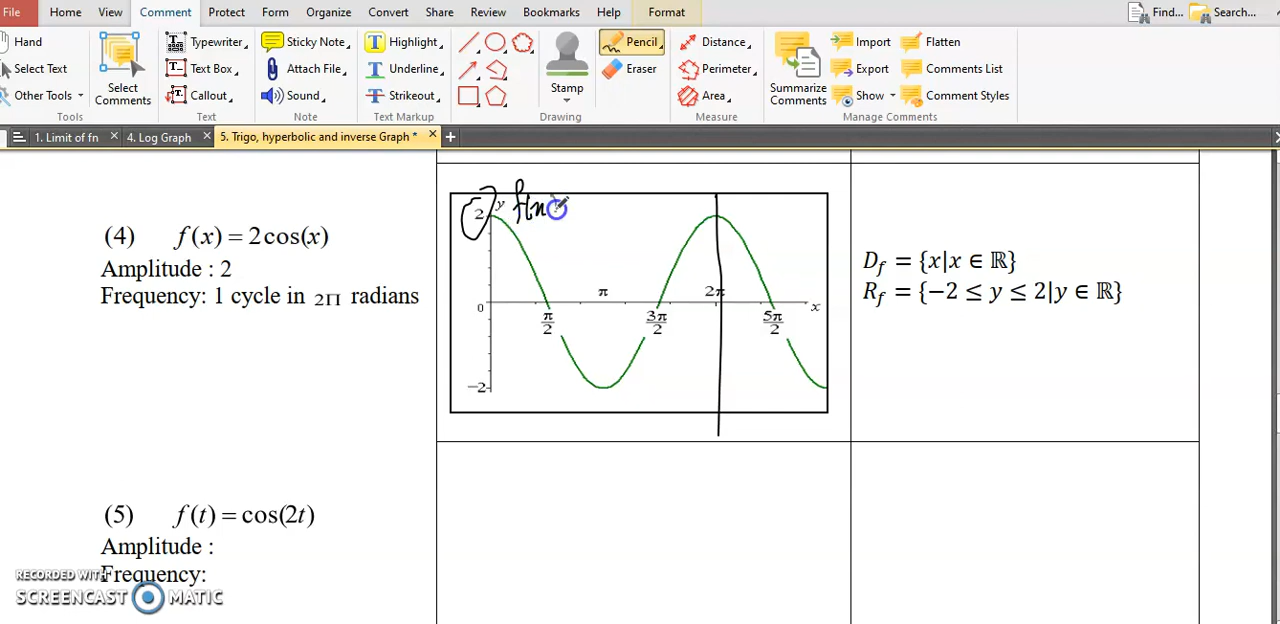 File Home View Comment Protect Form Organize Convert Share Review Bookmarks Help Format Find... Search...
Hand Typewriter Sticky Note Highlight Pencil Distance Import Flatten
Select Text Text Box Attach File Underline Eraser Perimeter Export Comments List
Other Tools Select Comments Callout Sound Strikeout Stamp Area Summarize Comments Show Comment Styles
Tools Text Note Text Markup Drawing Measure Manage Comments
1. Limit of fn 4. Log Graph 5. Trigo, hyperbolic and inverse Graph *
(4) f(x) = 2cos(x)
Amplitude : 2
Frequency: 1 cycle in 2Π radians
2 y f(x
π 2π
0 x
π/2 3π/2 5π/2
−2
D_f = {x|x ∈ ℝ}
R_f = {−2 ≤ y ≤ 2|y ∈ ℝ}
(5) f(t) = cos(2t)
Amplitude :
Frequency:
RECORDED WITH
SCREENCAST MATIC